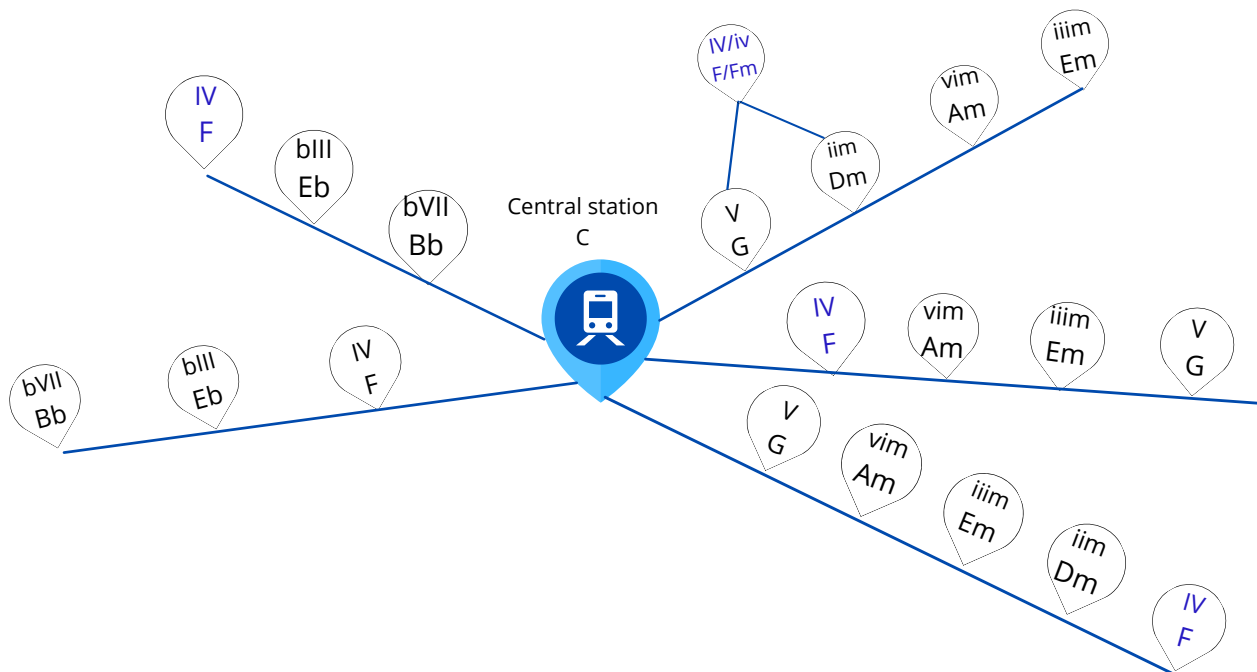 IV
F
bIII
Eb
bVII
Bb
Central station
C
IV/iv
F/Fm
V
G
iim
Dm
vim
Am
iiim
Em
bVII
Bb
bIII
Eb
IV
F
IV
F
vim
Am
iiim
Em
V
G
V
G
vim
Am
iiim
Em
iim
Dm
IV
F